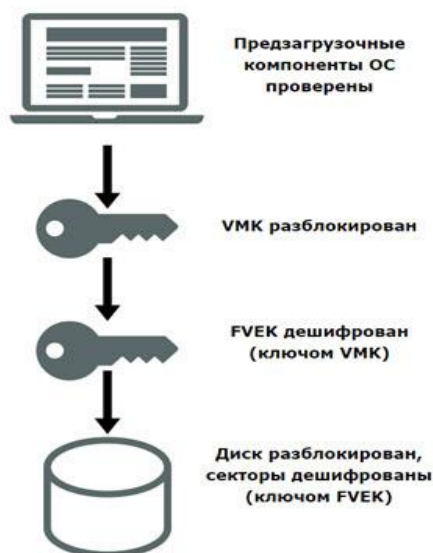 Предзагрузочные
компоненты ОС
проверены
VMK разблокирован
FVEK дешифрован
(ключом VMK)
Диск разблокирован,
секторы дешифрованы
(ключом FVEK)